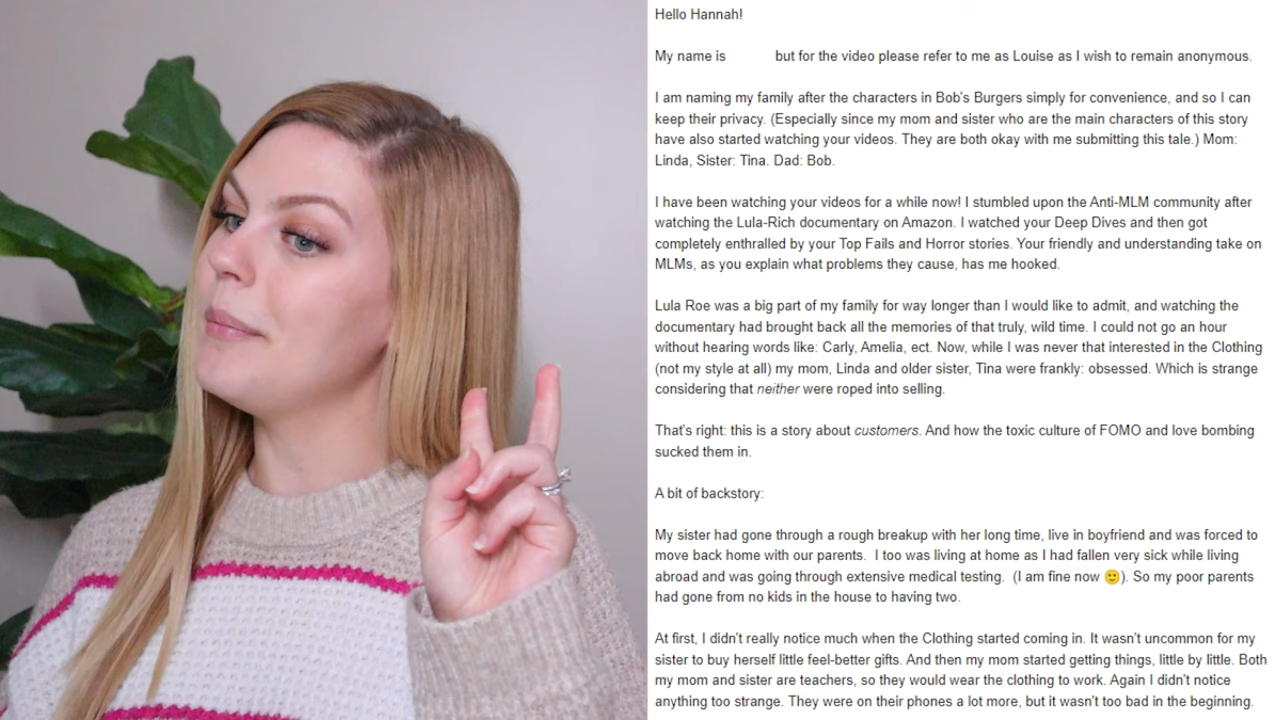 Hello Hannah!
My name is but for the video please refer to me as Louise as I wish to remain anonymous.
I am naming my family after the characters in Bob's Burgers simply for convenience, and so I can
keep their privacy. (Especially since my mom and sister who are the main characters of this story
have also started watching your videos. They are both okay with me submitting this tale.) Mom:
Linda, Sister: Tina. Dad: Bob.
I have been watching your videos for a while now! I stumbled upon the Anti-MLM community after
watching the Lula-Rich documentary on Amazon. I watched your Deep Dives and then got
completely enthralled by your Top Fails and Horror stories. Your friendly and understanding take on
MLMs, as you explain what problems they cause, has me hooked.
Lula Roe was a big part of my family for way longer than I would like to admit, and watching the
documentary had brought back all the memories of that truly, wild time. I could not go an hour
without hearing words like: Carly, Amelia, ect. Now, while I was never that interested in the Clothing
(not my style at all) my mom, Linda and older sister, Tina were frankly: obsessed. Which is strange
considering that neither were roped into selling.
That's right: this is a story about customers. And how the toxic culture of FOMO and love bombing
sucked them in.
A bit of backstory:
My sister had gone through a rough breakup with her long time, live in boyfriend and was forced to
move back home with our parents.  I too was living at home as I had fallen very sick while living
abroad and was going through extensive medical testing.  (I am fine now 🙂). So my poor parents
had gone from no kids in the house to having two.
At first, I didn't really notice much when the Clothing started coming in. It wasn't uncommon for my
sister to buy herself little feel-better gifts. And then my mom started getting things, little by little. Both
my mom and sister are teachers, so they would wear the clothing to work. Again I didn't notice
anything too strange. They were on their phones a lot more, but it wasn't too bad in the beginning.